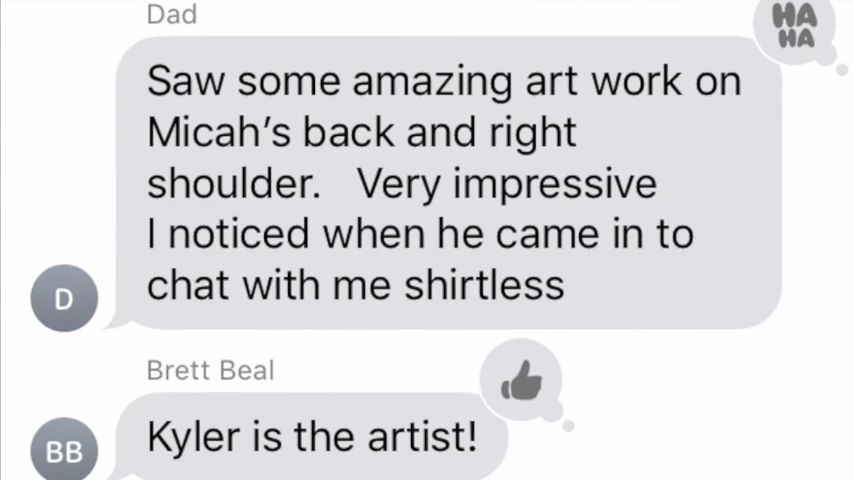 Dad
HA
HA
Saw some amazing art work on
Micah's back and right
shoulder.   Very impressive
I noticed when he came in to
chat with me shirtless
D
Brett Beal
Kyler is the artist!
BB